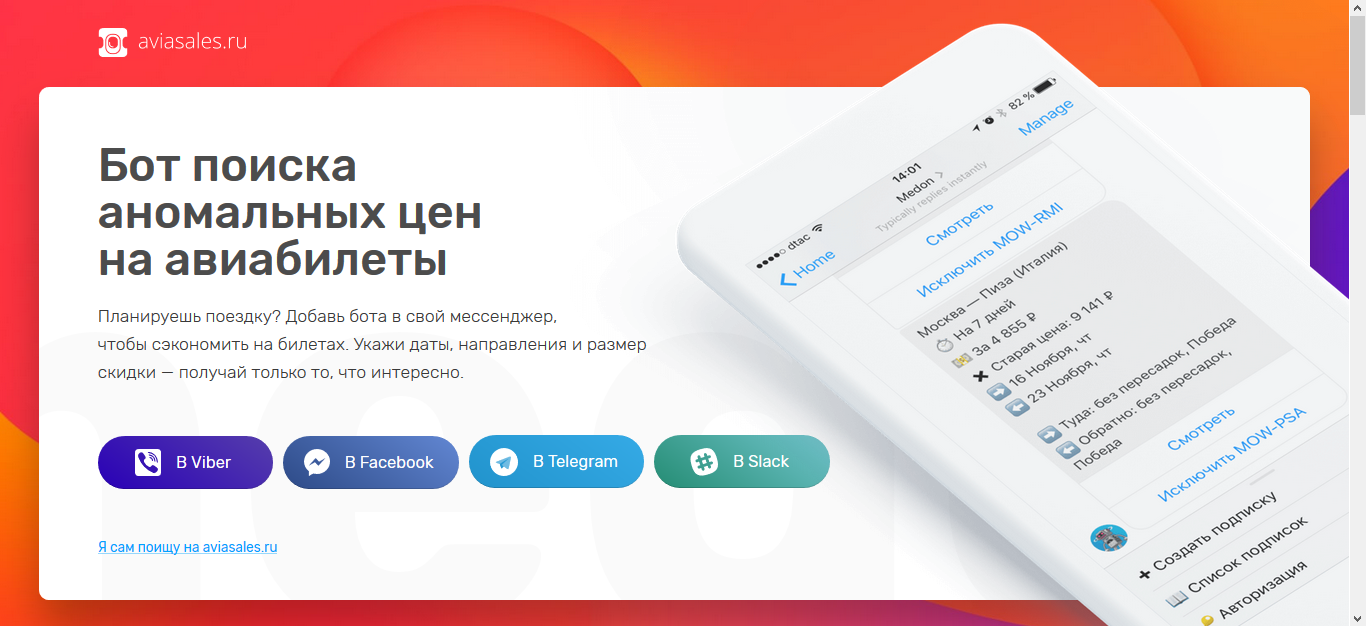 aviasales.ru
Бот поиска
аномальных цен
на авиабилеты
Планируешь поездку? Добавь бота в свой мессенджер,
чтобы сэкономить на билетах. Укажи даты, направления и размер
скидки — получай только то, что интересно.
В Viber
В Facebook
В Telegram
В Slack
Я сам поищу на aviasales.ru
dtac
14:01
82 %
Home
Medon
Manage
Typically replies instantly
Смотреть
Исключить MOW-RMI
Москва — Пиза (Италия)
На 7 дней
За 4 855 ₽
Старая цена: 9 141 ₽
16 Ноября, чт
23 Ноября, чт
Туда: без пересадок, Победа
Обратно: без пересадок,
Победа
Смотреть
Исключить MOW-PSA
Создать подписку
Список подписок
Авторизация